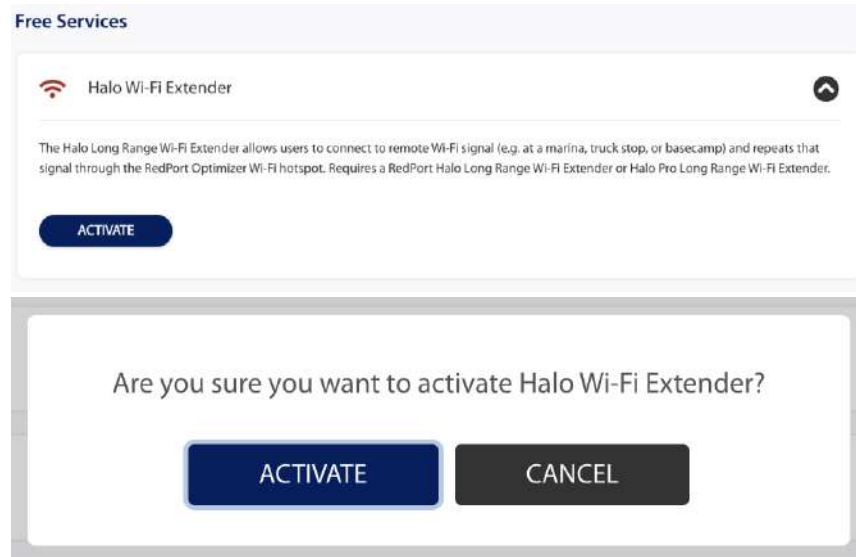 Free Services
Halo Wi-Fi Extender
The Halo Long Range Wi-Fi Extender allows users to connect to remote Wi-Fi signal (e.g. at a marina, truck stop, or basecamp) and repeats that
signal through the RedPort Optimizer Wi-Fi hotspot. Requires a RedPort Halo Long Range Wi-Fi Extender or Halo Pro Long Range Wi-Fi Extender.
ACTIVATE
Are you sure you want to activate Halo Wi-Fi Extender?
ACTIVATE CANCEL